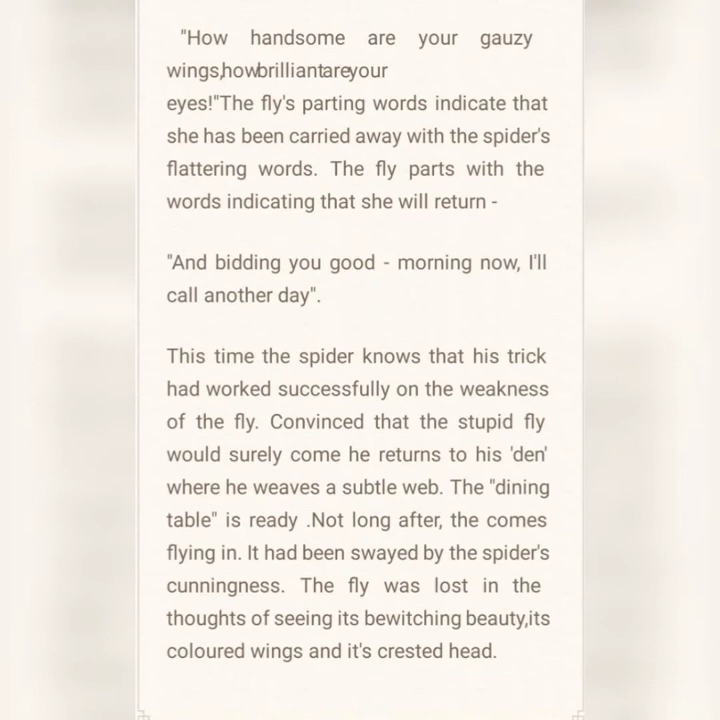 "How handsome are your gauzy
wings,howbrilliantareyour
eyes!"The fly's parting words indicate that
she has been carried away with the spider's
flattering words. The fly parts with the
words indicating that she will return -
"And bidding you good - morning now, I'll
call another day".
This time the spider knows that his trick
had worked successfully on the weakness
of the fly. Convinced that the stupid fly
would surely come he returns to his 'den'
where he weaves a subtle web. The "dining
table" is ready .Not long after, the comes
flying in. It had been swayed by the spider's
cunningness. The fly was lost in the
thoughts of seeing its bewitching beauty,its
coloured wings and it's crested head.